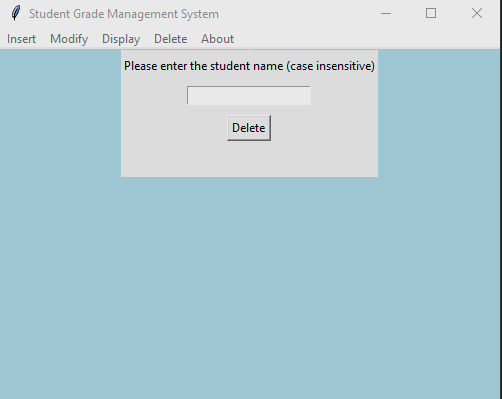 Student Grade Management System
Insert Modify Display Delete About
Please enter the student name (case insensitive)
Delete